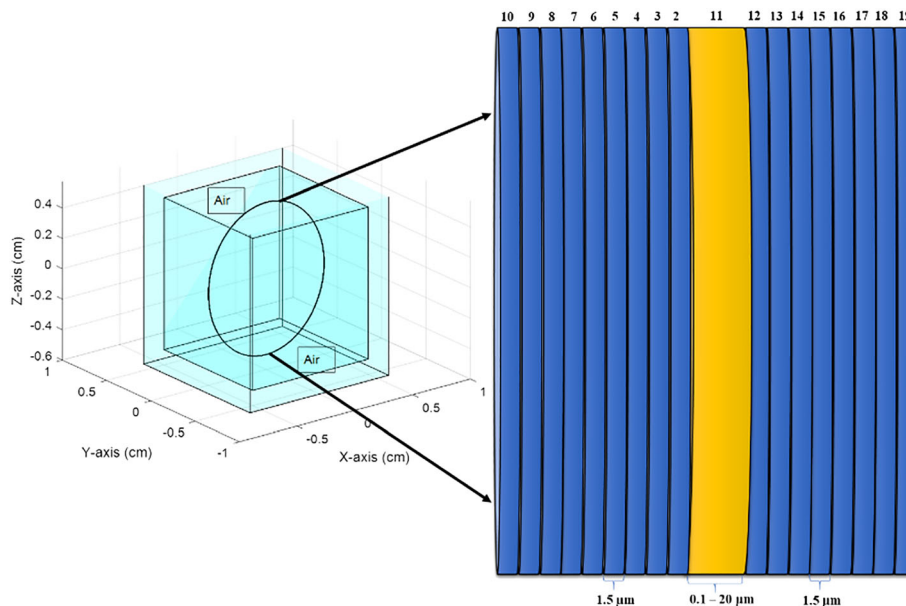 10 9 8 7 6 5 4 3 2 11 12 13 14 15 16 17 18 19
Air
0.4
0.2
0
-0.2
-0.4
-0.6
Z-axis (cm)
Air
1
0.5
0
-0.5
-1
Y-axis (cm)
-0.5
0
0.5
1
X-axis (cm)
1.5 μm 0.1 – 20 μm 1.5 μm